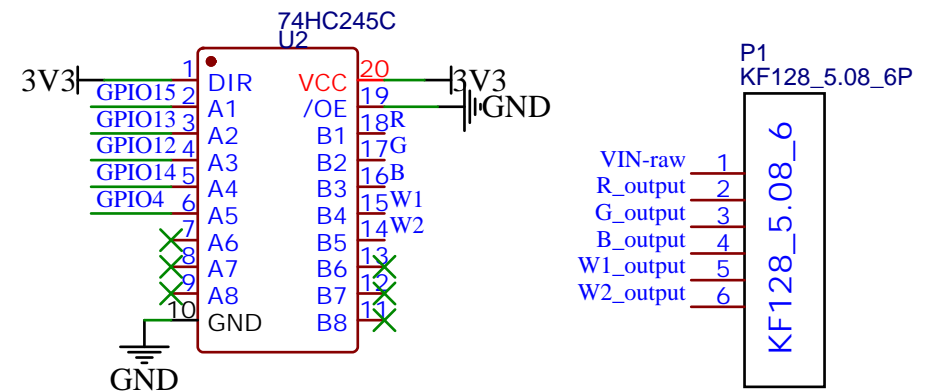 74HC245C
U2
3V3 1 DIR VCC 20 3V3
GPIO15 2 A1 /OE 19 GND
GPIO13 3 A2 B1 18 R
GPIO12 4 A3 B2 17 G
GPIO14 5 A4 B3 16 B
GPIO4 6 A5 B4 15 W1
7 A6 B5 14 W2
8 A7 B6 13
9 A8 B7 12
10 GND B8 11
GND
P1
KF128_5.08_6P
VIN-raw 1
R_output 2
G_output 3
B_output 4
W1_output 5
W2_output 6
KF128_5.08_6